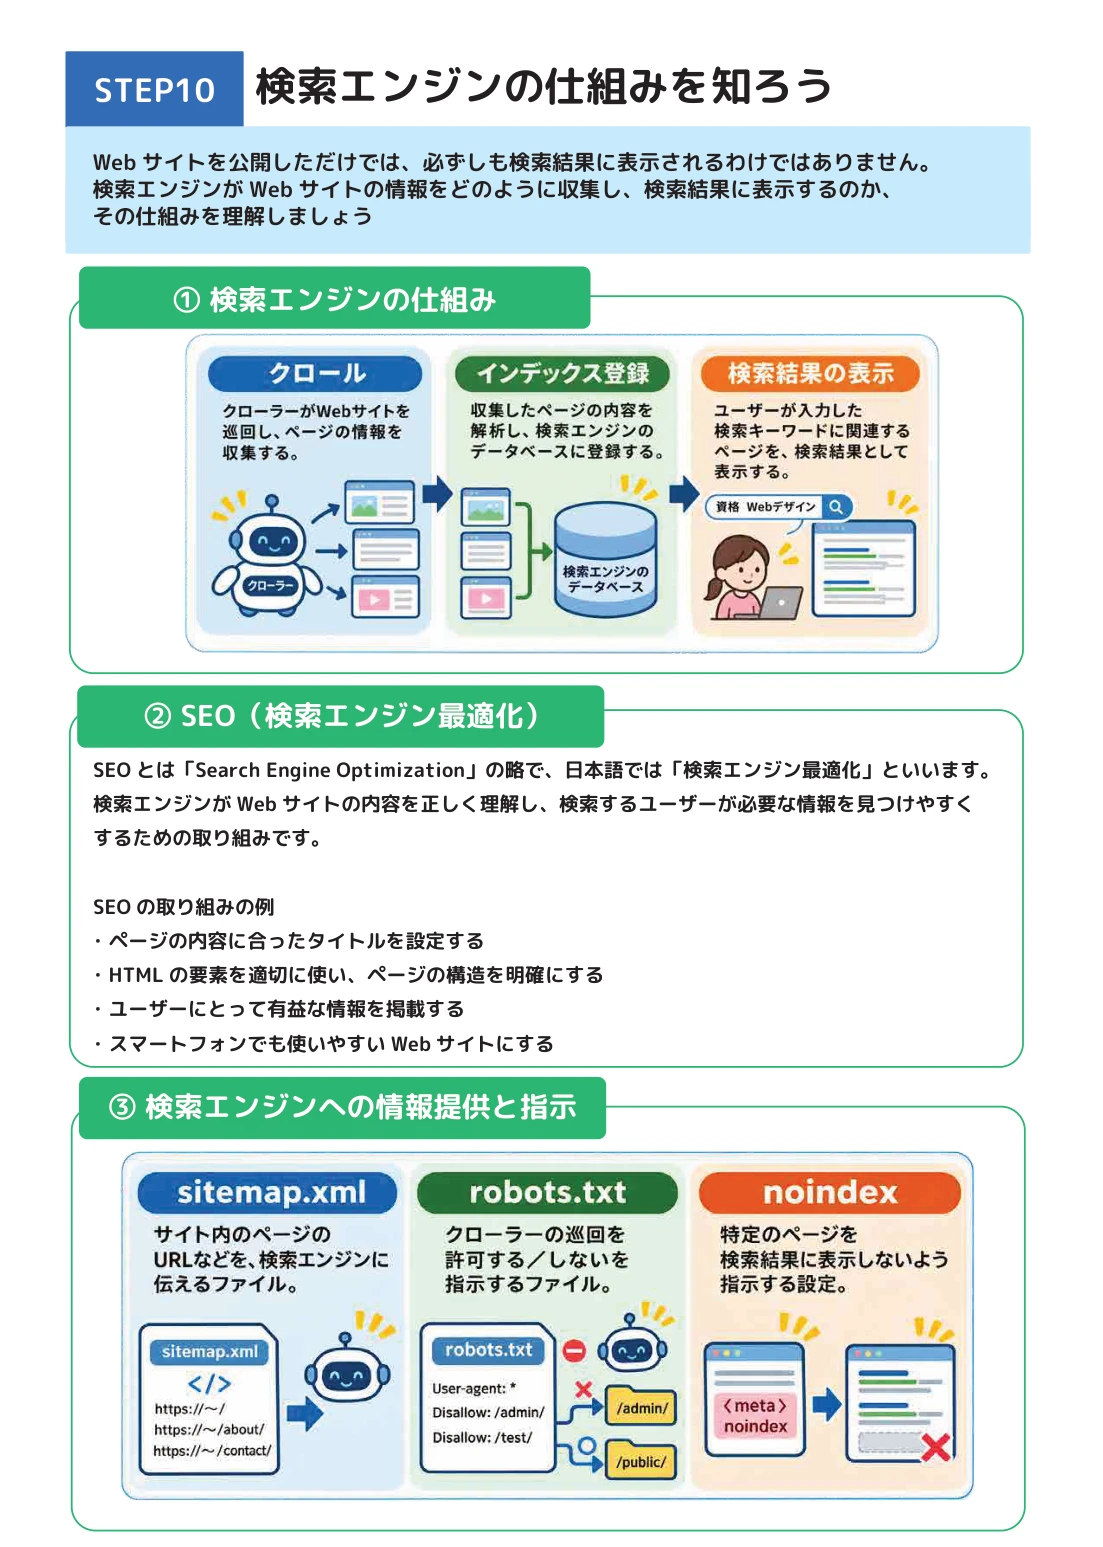 STEP10
検索エンジンの仕組みを知ろう
Web サイトを公開しただけでは、必ずしも検索結果に表示されるわけではありません。
検索エンジンが Web サイトの情報をどのように収集し、検索結果に表示するのか、
その仕組みを理解しましょう
① 検索エンジンの仕組み
クロール
クローラーがWebサイトを
巡回し、ページの情報を
収集する。
クローラー
インデックス登録
収集したページの内容を
解析し、検索エンジンの
データベースに登録する。
検索エンジンの
データベース
検索結果の表示
ユーザーが入力した
検索キーワードに関連する
ページを、検索結果として
表示する。
資格 Webデザイン
② SEO（検索エンジン最適化）
SEO とは「Search Engine Optimization」の略で、日本語では「検索エンジン最適化」といいます。
検索エンジンが Web サイトの内容を正しく理解し、検索するユーザーが必要な情報を見つけやすく
するための取り組みです。
SEO の取り組みの例
・ページの内容に合ったタイトルを設定する
・HTML の要素を適切に使い、ページの構造を明確にする
・ユーザーにとって有益な情報を掲載する
・スマートフォンでも使いやすい Web サイトにする
③ 検索エンジンへの情報提供と指示
sitemap.xml
サイト内のページの
URLなどを、検索エンジンに
伝えるファイル。
sitemap.xml
</>
https://～/
https://～/about/
https://～/contact/
robots.txt
クローラーの巡回を
許可する／しないを
指示するファイル。
robots.txt
User-agent: *
Disallow: /admin/
Disallow: /test/
/admin/
/public/
noindex
特定のページを
検索結果に表示しないよう
指示する設定。
〈meta〉
noindex